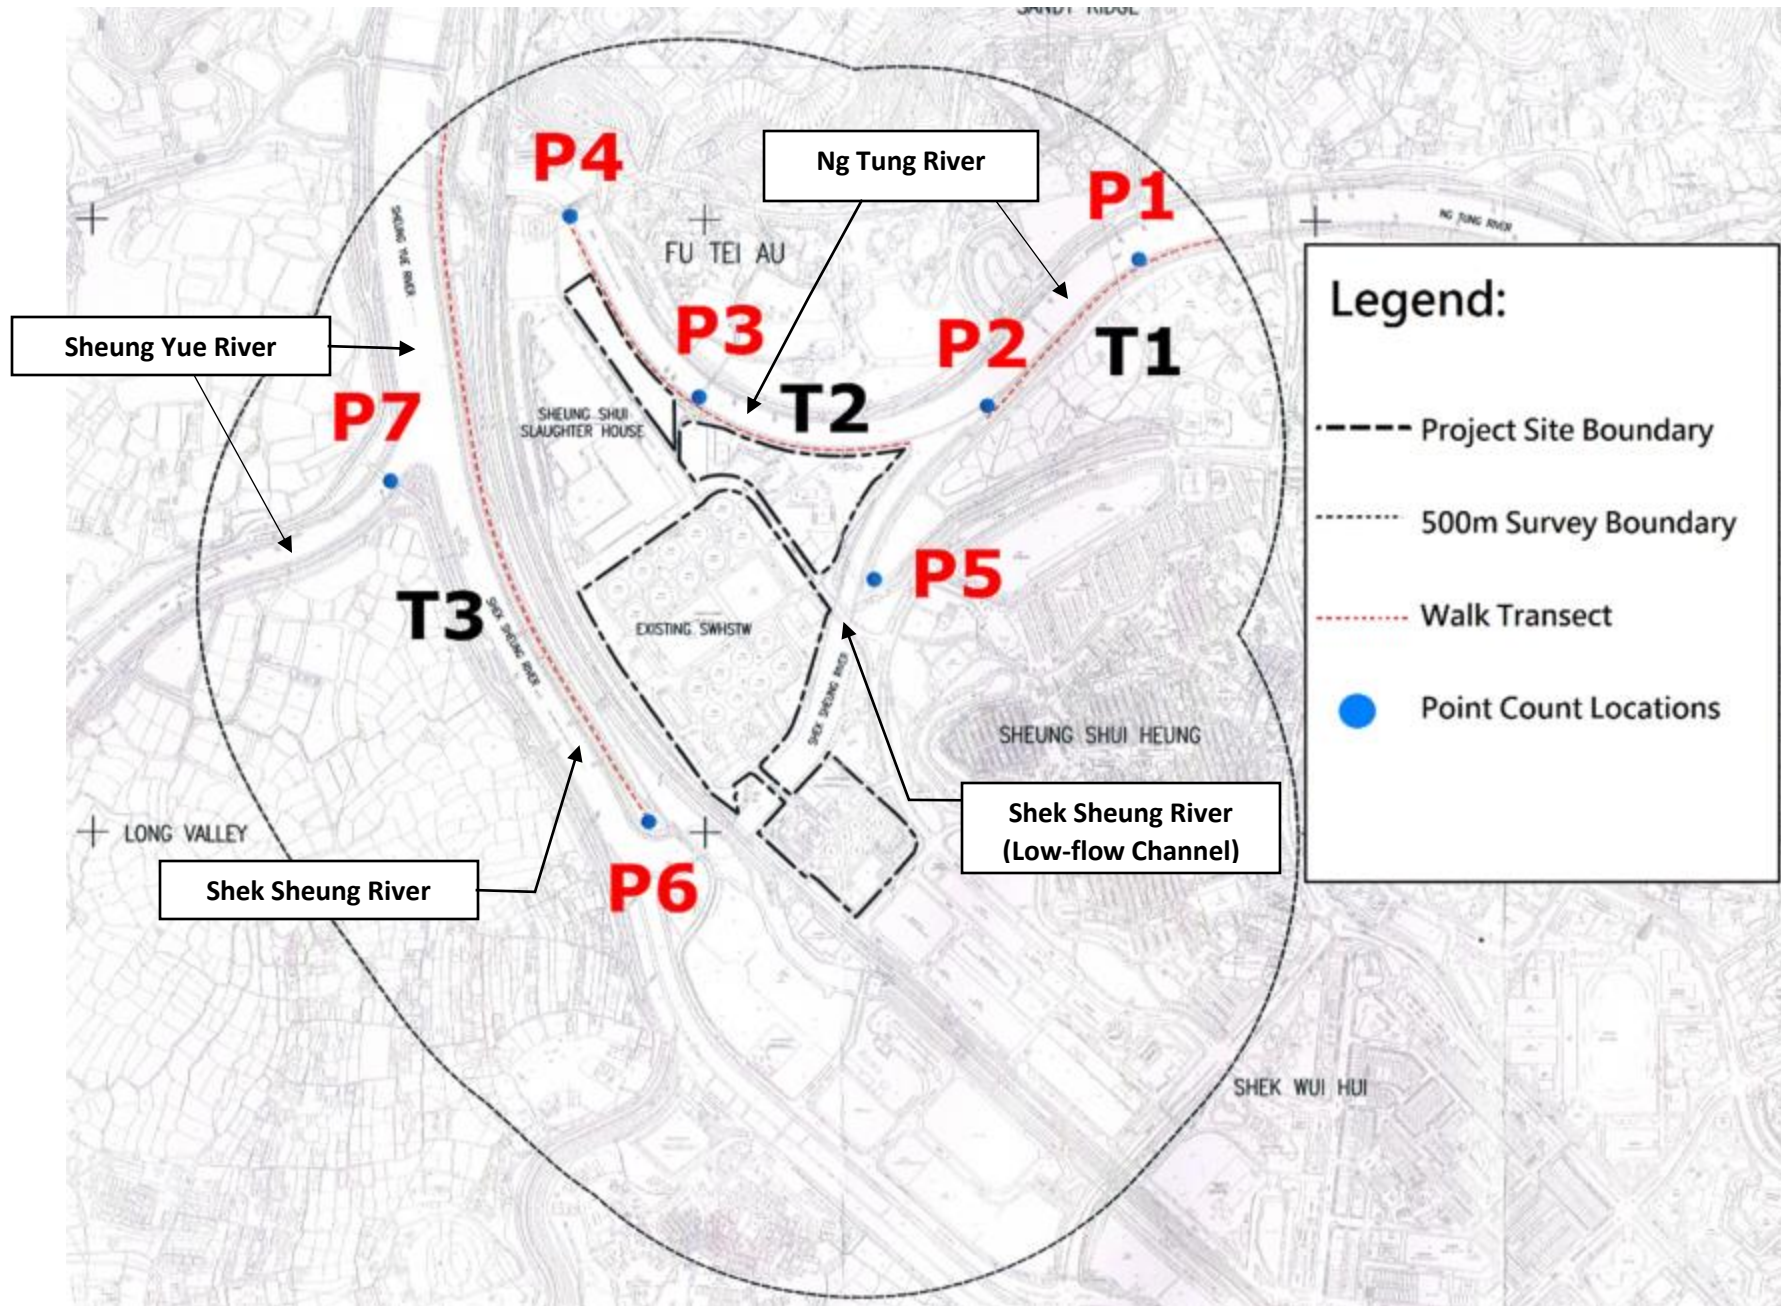 SANDY RIDGE
P4
Ng Tung River
P1
NG TUNG RIVER
SHEUNG YUE RIVER
FU TEI AU
Legend:
Sheung Yue River
P3
P2
T1
P7
SHEUNG SHUI
SLAUGHTER HOUSE
T2
Project Site Boundary
500m Survey Boundary
P5
T3
SHEK SHEUNG RIVER
EXISTING SWHSTW
Walk Transect
SHEK SHEUNG RIVER
Point Count Locations
SHEUNG SHUI HEUNG
LONG VALLEY
Shek Sheung River
(Low-flow Channel)
Shek Sheung River
P6
SHEK WUI HUI